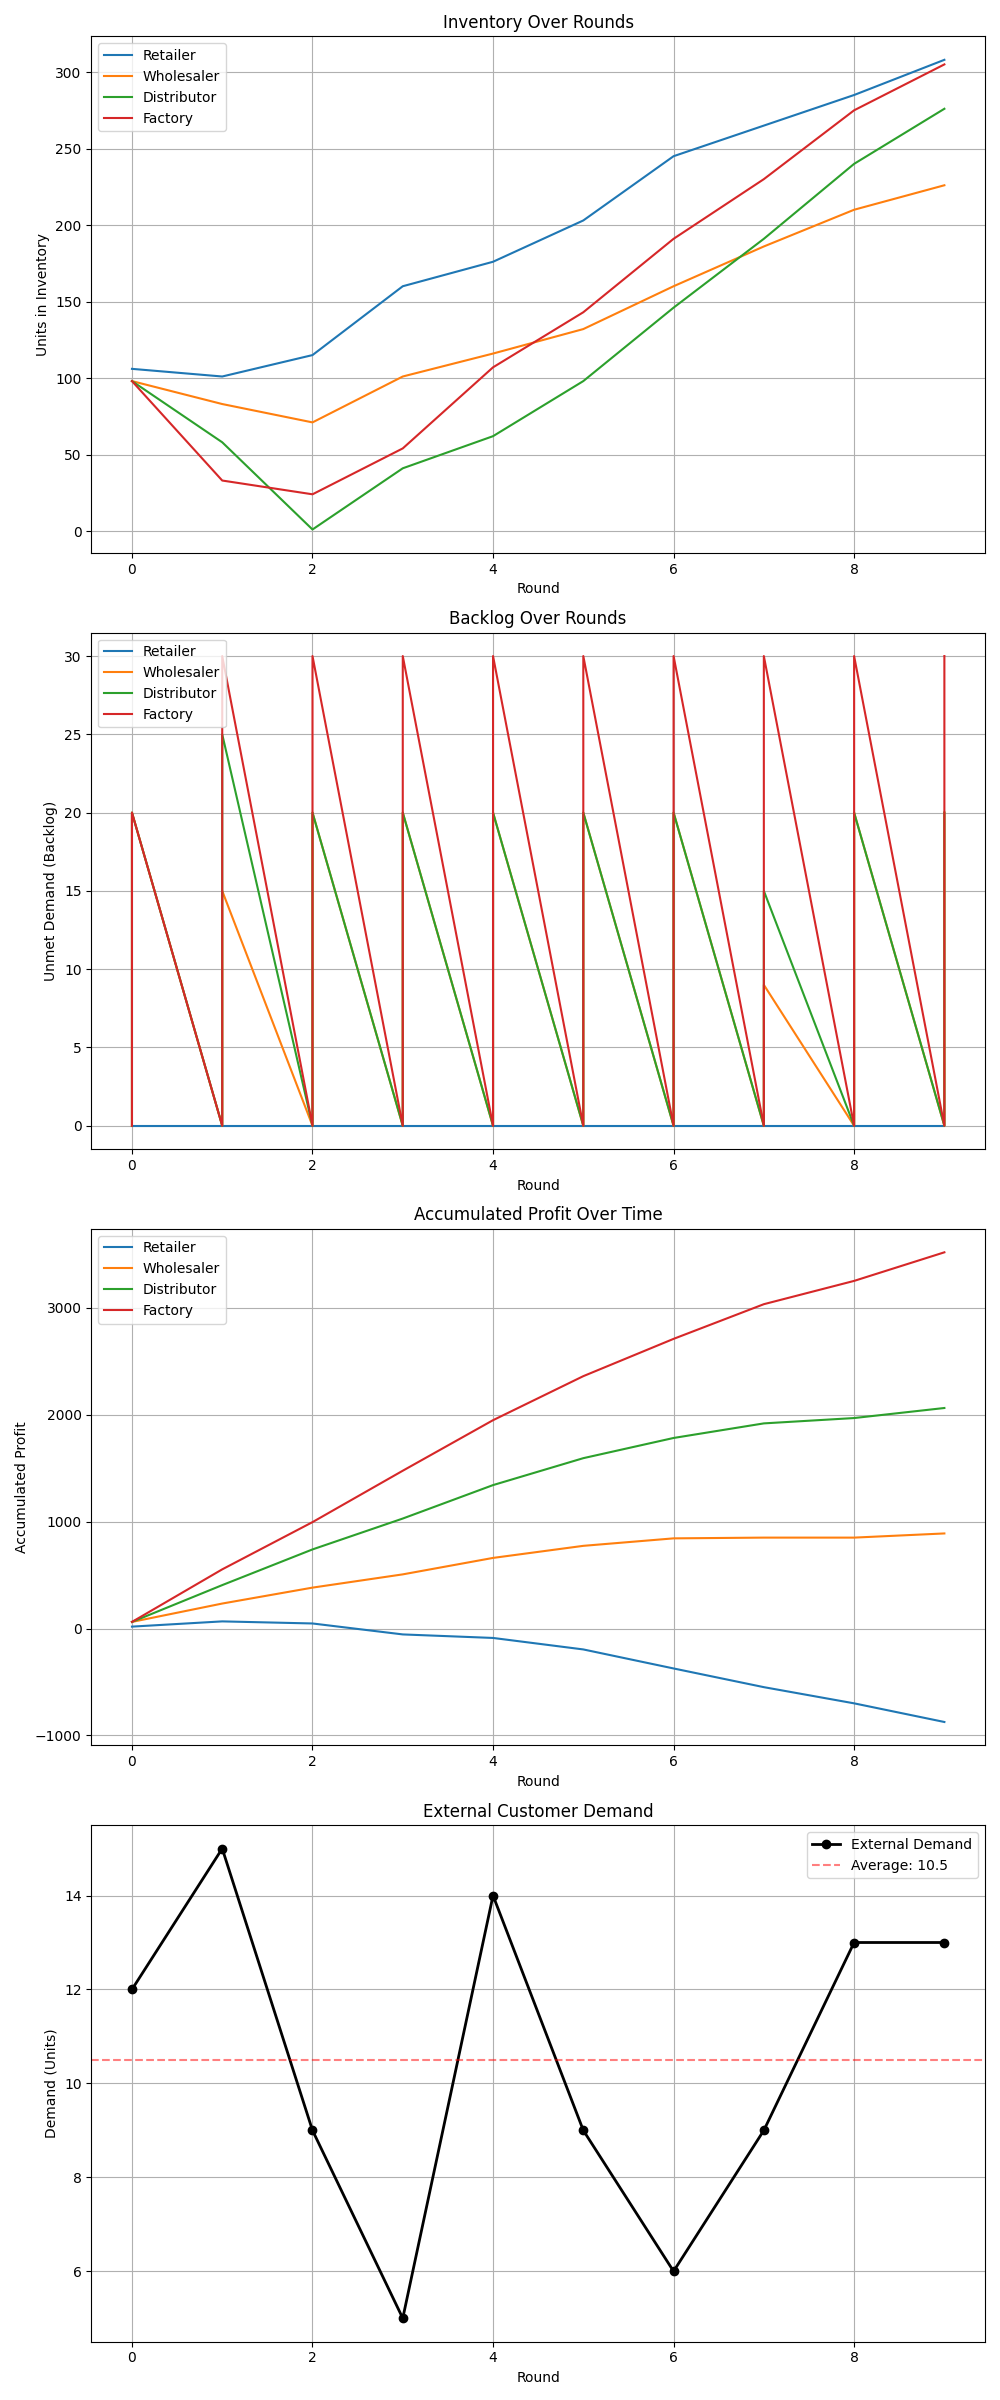 Inventory Over Rounds
Retailer
Wholesaler
Distributor
Factory
Units in Inventory
300
250
200
150
100
50
0
0 2 4 6 8
Round
Backlog Over Rounds
Retailer
Wholesaler
Distributor
Factory
Unmet Demand (Backlog)
30
25
20
15
10
5
0
0 2 4 6 8
Round
Accumulated Profit Over Time
Retailer
Wholesaler
Distributor
Factory
Accumulated Profit
3000
2000
1000
0
−1000
0 2 4 6 8
Round
External Customer Demand
External Demand
Average: 10.5
Demand (Units)
14
12
10
8
6
0 2 4 6 8
Round